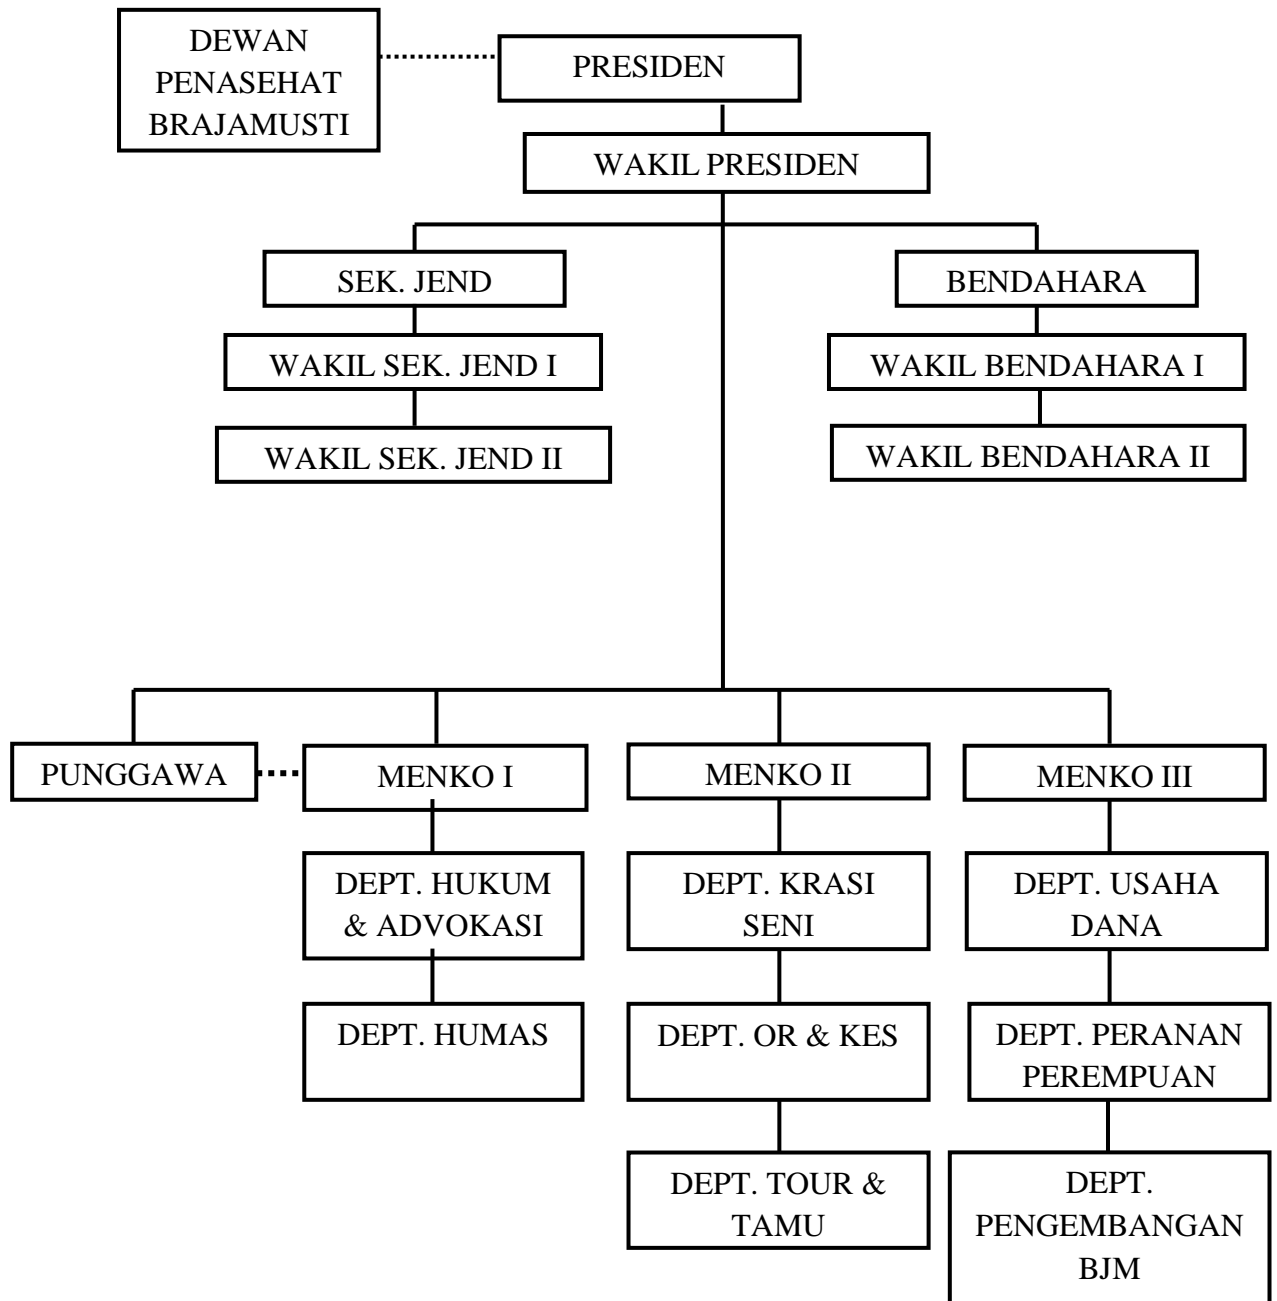 DEWAN
PENASEHAT
BRAJAMUSTI
PRESIDEN
WAKIL PRESIDEN
SEK. JEND
BENDAHARA
WAKIL SEK. JEND I
WAKIL BENDAHARA I
WAKIL SEK. JEND II
WAKIL BENDAHARA II
PUNGGAWA
MENKO I
MENKO II
MENKO III
DEPT. HUKUM
& ADVOKASI
DEPT. KRASI
SENI
DEPT. USAHA
DANA
DEPT. HUMAS
DEPT. OR & KES
DEPT. PERANAN
PEREMPUAN
DEPT. TOUR &
TAMU
DEPT.
PENGEMBANGAN
BJM